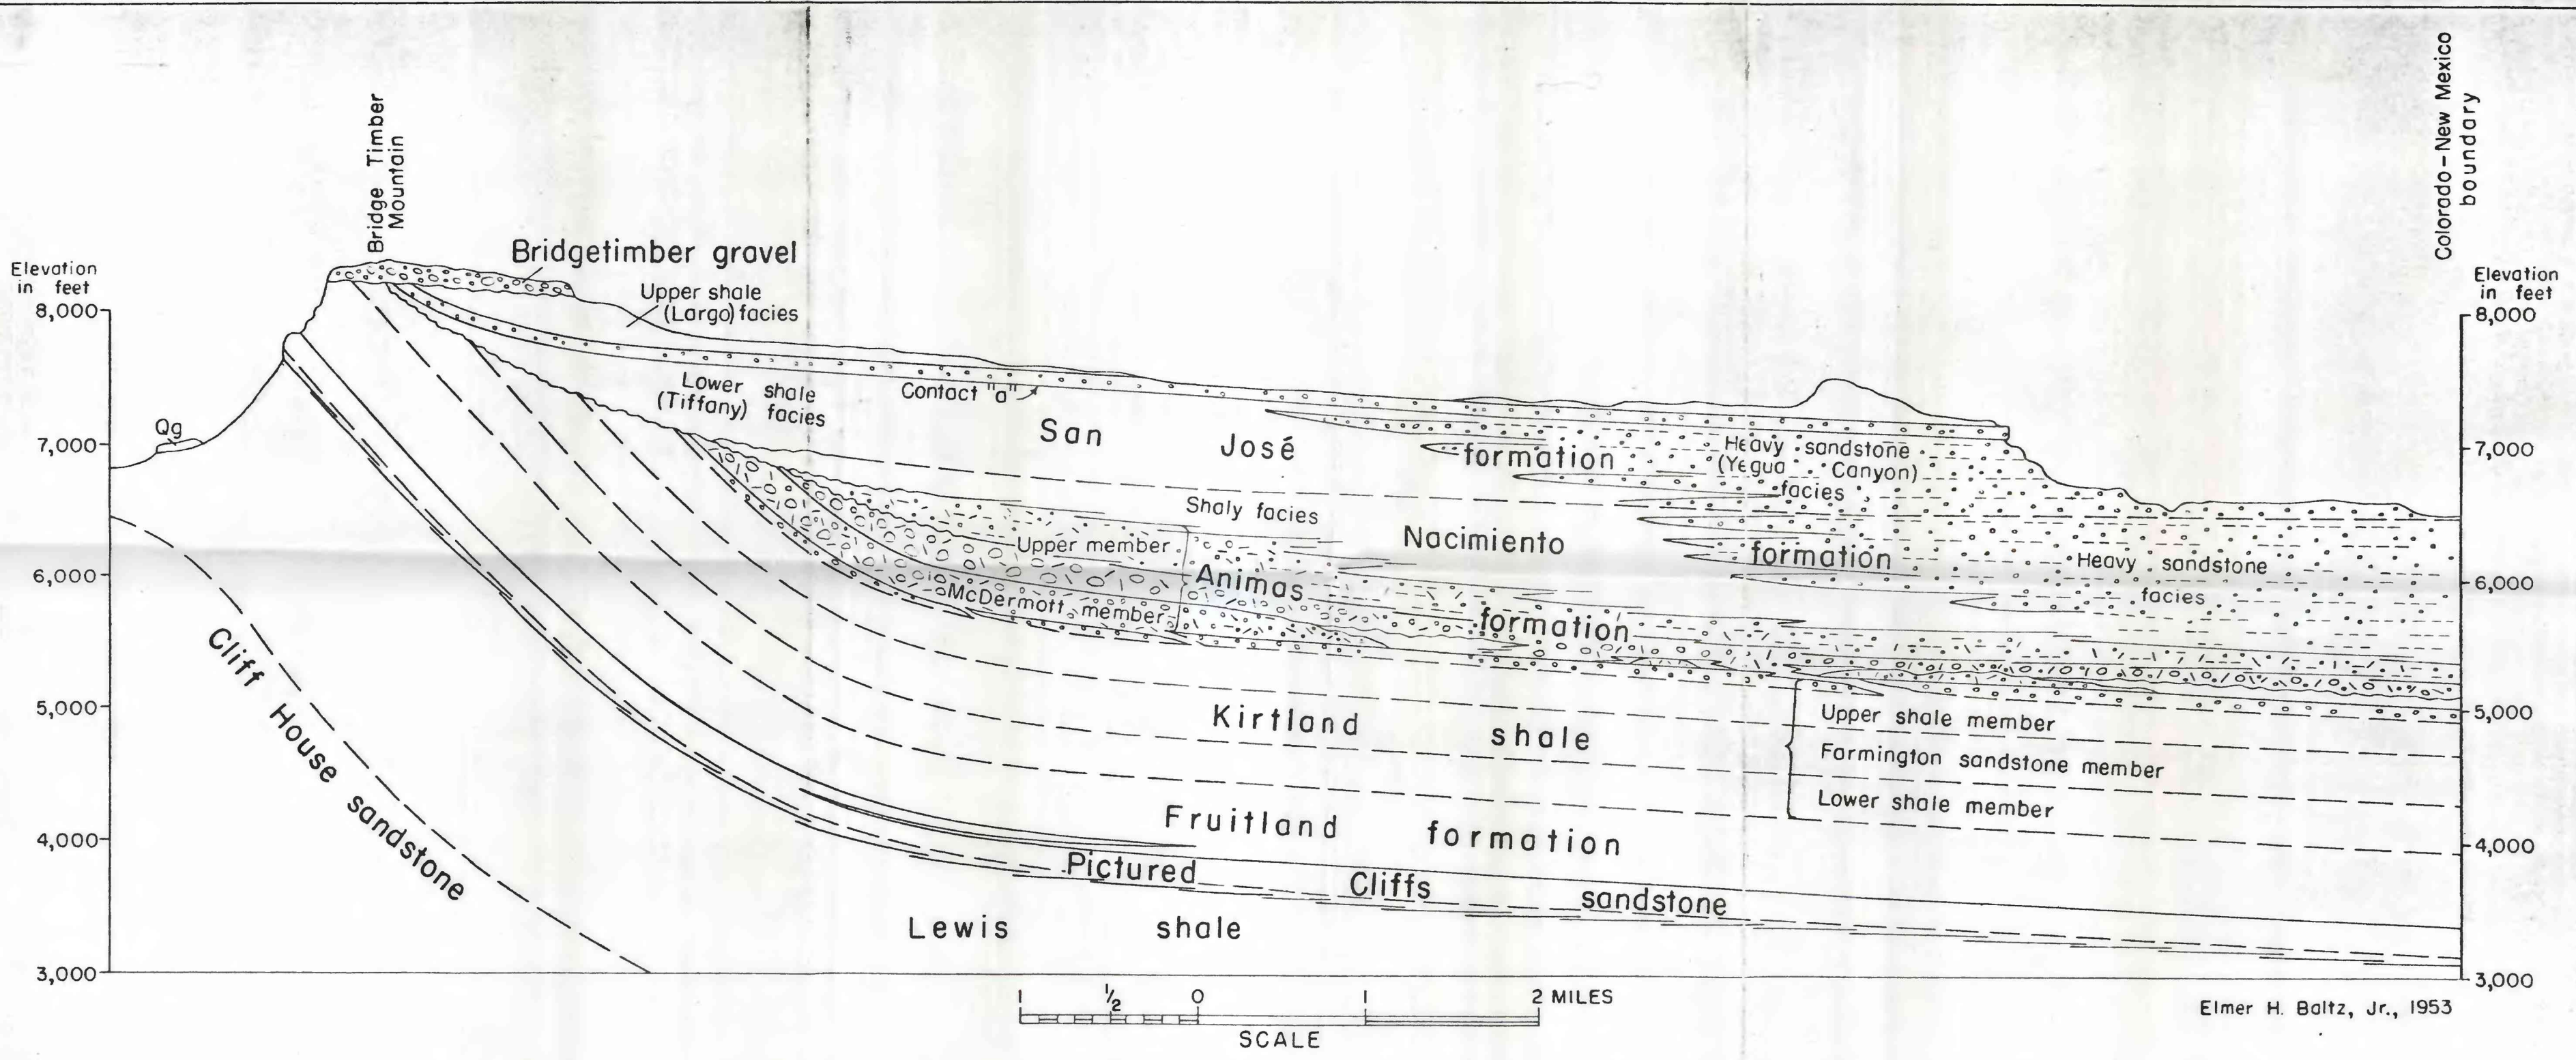 Colorado-New Mexico
boundary
Bridge Timber
Mountain
Bridgetimber gravel
Elevation
in feet
Elevation
in feet
Upper shale
(Largo) facies
8,000
8,000
Lower shale
(Tiffany) facies
Contact "a"
Qg
San José formation
Heavy sandstone
(Yegua Canyon)
facies
7,000
7,000
Shaly facies
Nacimiento formation
Upper member
Heavy sandstone
facies
6,000
6,000
Animas formation
McDermott member
Cliff House sandstone
5,000
5,000
Kirtland shale
Upper shale member
Farmington sandstone member
Lower shale member
Fruitland formation
4,000
4,000
Pictured Cliffs sandstone
Lewis shale
3,000
3,000
1 1/2 0 1 2 MILES
SCALE
Elmer H. Baltz, Jr., 1953